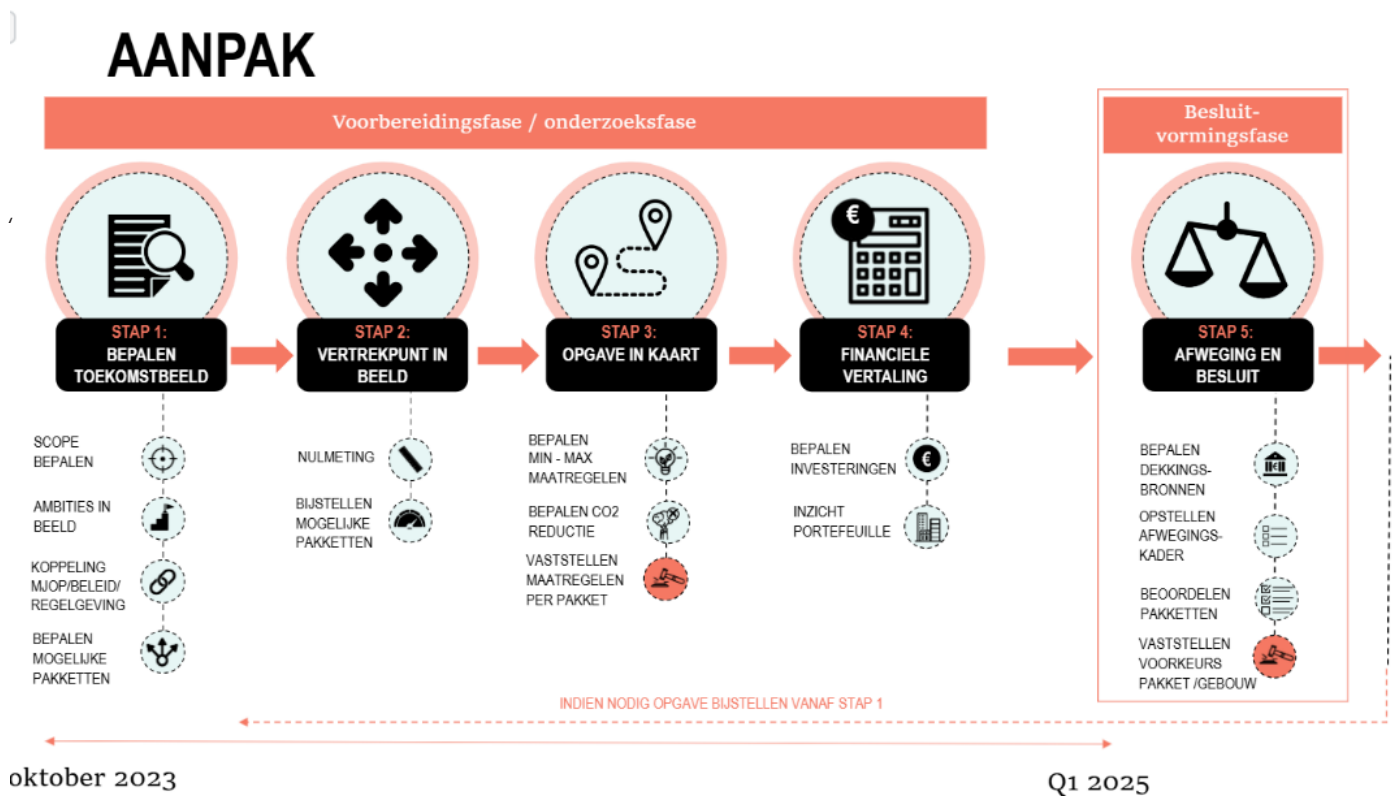 AANPAK
Voorbereidingsfase / onderzoeksfase
Besluit-
vormingsfase
€
STAP 1:
BEPALEN
TOEKOMSTBEELD
STAP 2:
VERTREKPUNT IN
BEELD
STAP 3:
OPGAVE IN KAART
STAP 4:
FINANCIELE
VERTALING
STAP 5:
AFWEGING EN
BESLUIT
SCOPE
BEPALEN
AMBITIES IN
BEELD
KOPPELING
MJOP/BELEID/
REGELGEVING
BEPALEN
MOGELIJKE
PAKKETTEN
NULMETING
BIJSTELLEN
MOGELIJKE
PAKKETTEN
BEPALEN
MIN - MAX
MAATREGELEN
BEPALEN CO2
REDUCTIE
VASTSTELLEN
MAATREGELEN
PER PAKKET
BEPALEN
INVESTERINGEN
€
INZICHT
PORTEFEUILLE
BEPALEN
DEKKINGS-
BRONNEN
OPSTELLEN
AFWEGINGS-
KADER
BEOORDELEN
PAKKETTEN
VASTSTELLEN
VOORKEURS
PAKKET /GEBOUW
INDIEN NODIG OPGAVE BIJSTELLEN VANAF STAP 1
oktober 2023
Q1 2025